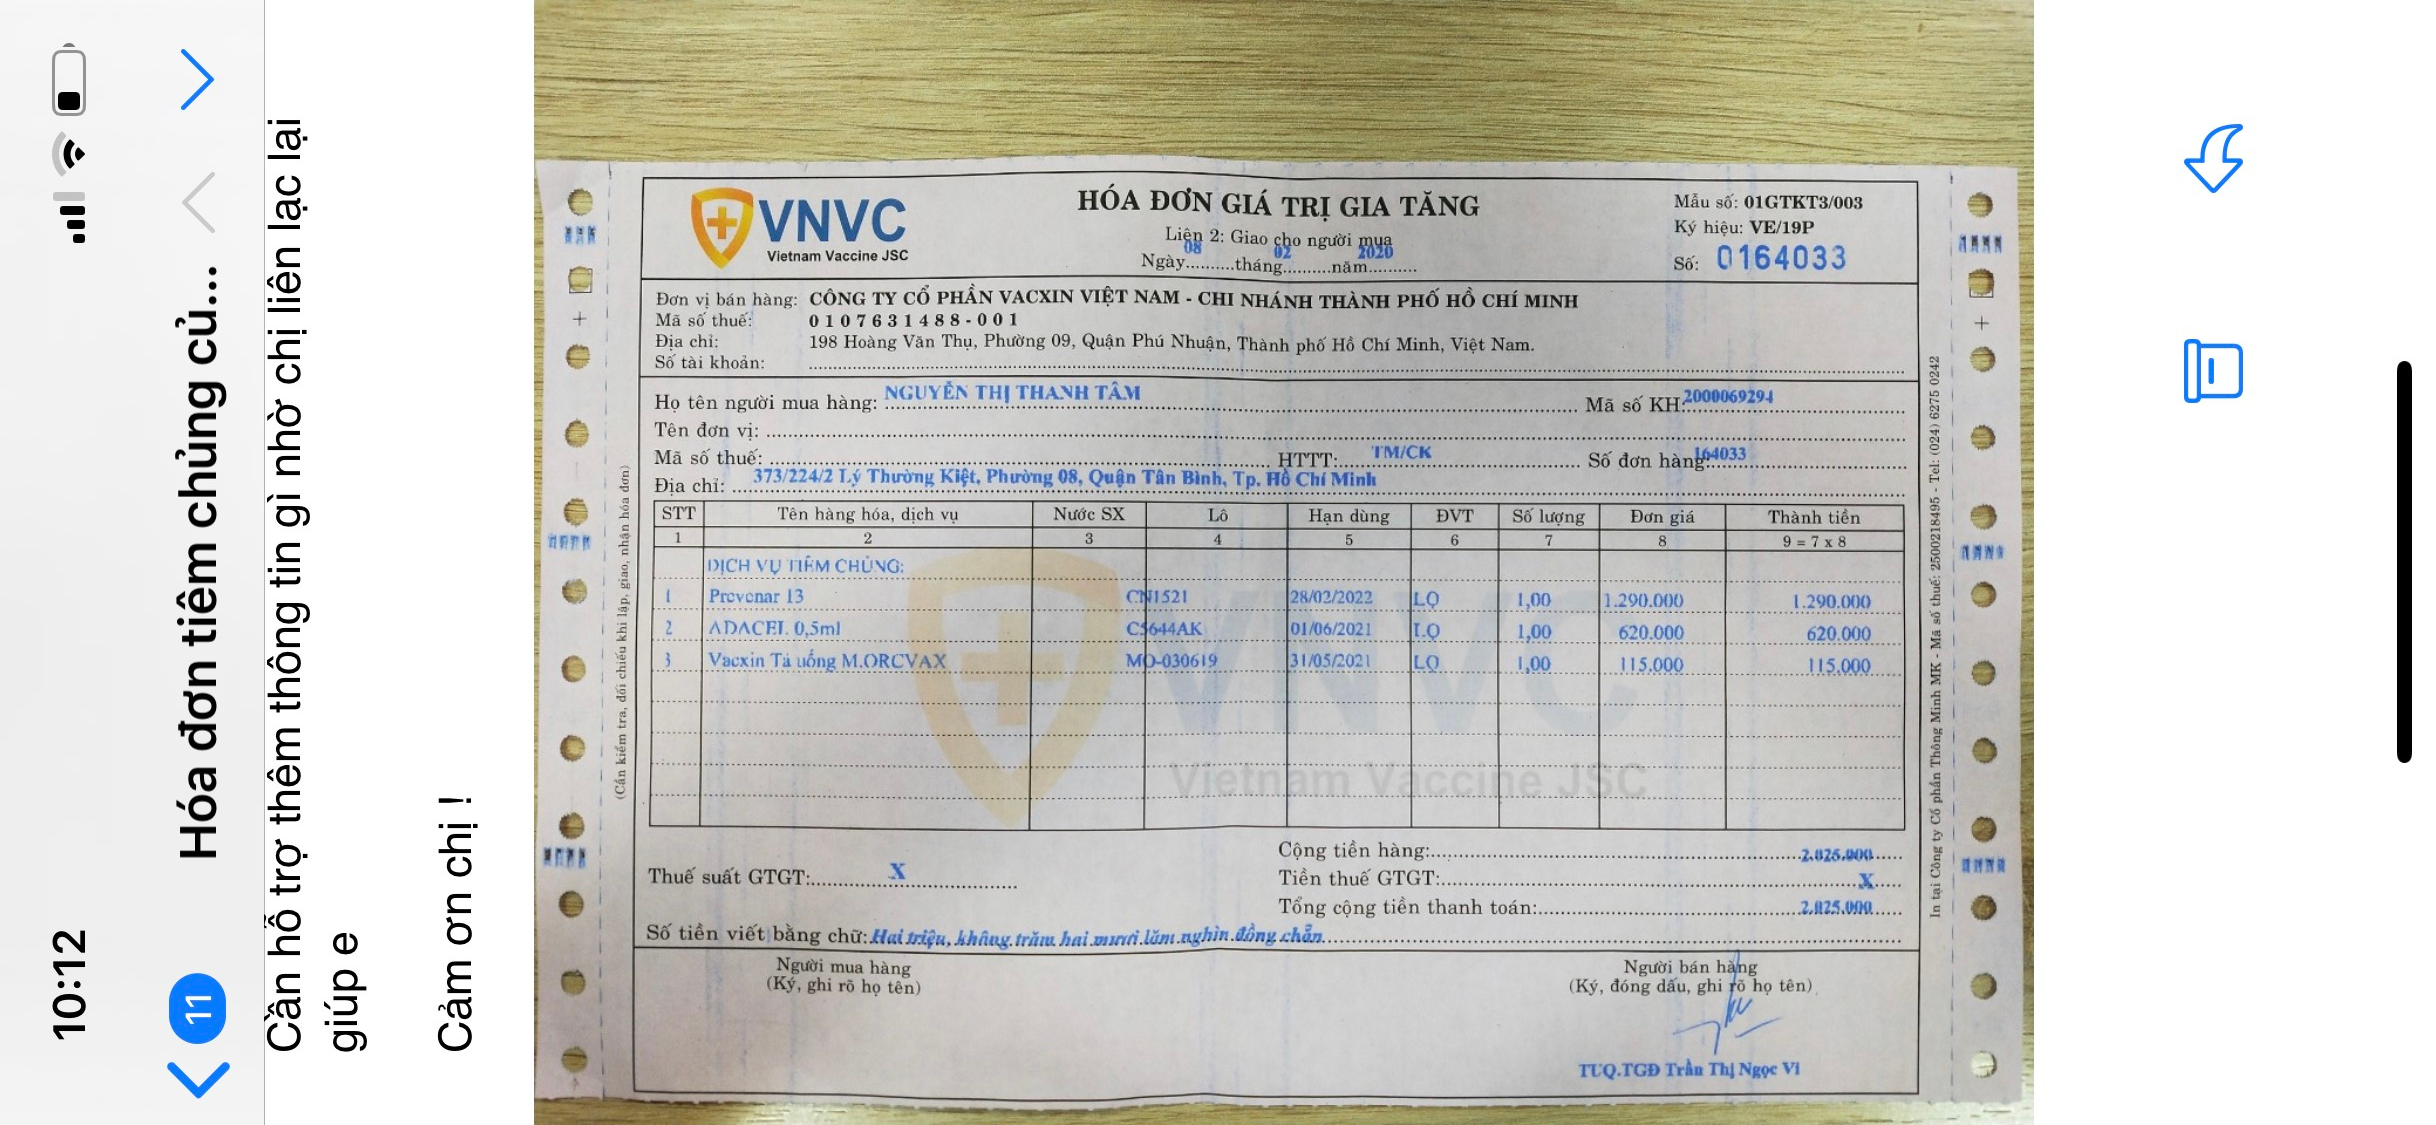 10:12
11
Hóa đơn tiêm chủng củ...
Cần hỗ trợ thêm thông tin gì nhờ chị liên lạc lại
giúp e
Cảm ơn chị !
VNVC
Vietnam Vaccine JSC
HÓA ĐƠN GIÁ TRỊ GIA TĂNG
Liên 2: Giao cho người mua
Ngày 08 tháng 02 năm 2020
Mẫu số: 01GTKT3/003
Ký hiệu: VE/19P
Số: 0164033
Đơn vị bán hàng: CÔNG TY CỔ PHẦN VACXIN VIỆT NAM - CHI NHÁNH THÀNH PHỐ HỒ CHÍ MINH
Mã số thuế: 0107631488-001
Địa chỉ: 198 Hoàng Văn Thụ, Phường 09, Quận Phú Nhuận, Thành phố Hồ Chí Minh, Việt Nam.
Số tài khoản:
Họ tên người mua hàng: NGUYỄN THỊ THANH TÂM Mã số KH: 2000069294
Tên đơn vị:
Mã số thuế: HTTT: TM/CK Số đơn hàng: 164033
Địa chỉ: 373/224/2 Lý Thường Kiệt, Phường 08, Quận Tân Bình, Tp. Hồ Chí Minh
STT Tên hàng hóa, dịch vụ Nước SX Lô Hạn dùng ĐVT Số lượng Đơn giá Thành tiền
1 2 3 4 5 6 7 8 9 = 7 x 8
DỊCH VỤ TIÊM CHỦNG:
1 Prevenar 13 CN1521 28/02/2022 LỌ 1,00 1.290.000 1.290.000
2 ADACEL 0,5ml C5644AK 01/06/2021 LỌ 1,00 620.000 620.000
3 Vacxin Tả uống M.ORCVAX MO-030619 31/05/2021 LỌ 1,00 115.000 115.000
VNVC
Vietnam Vaccine JSC
Cộng tiền hàng: 2.025.000
Thuế suất GTGT: X Tiền thuế GTGT: X
Tổng cộng tiền thanh toán: 2.025.000
Số tiền viết bằng chữ: Hai triệu, không trăm hai mươi lăm nghìn đồng chẵn
Người mua hàng
(Ký, ghi rõ họ tên)
Người bán hàng
(Ký, đóng dấu, ghi rõ họ tên)
TUQ.TGĐ Trần Thị Ngọc Vi
(Cần kiểm tra, đối chiếu khi lập, giao, nhận hóa đơn)
In tại Công ty Cổ phần Thông Minh MK - Mã số thuế: 2500218495 - Tel: (024) 6275 0242